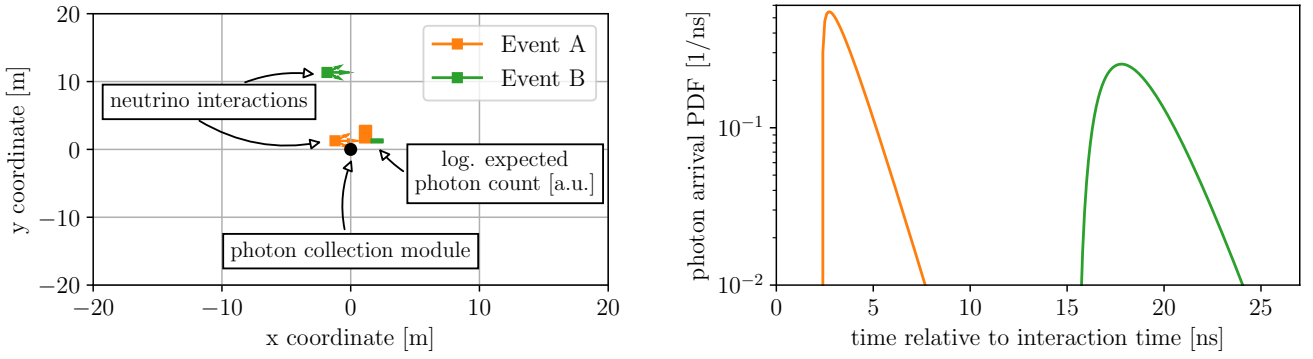 20
10
0
−10
−20
−20
−10
0
10
20
x coordinate [m]
y coordinate [m]
Event A
Event B
neutrino interactions
log. expected
photon count [a.u.]
photon collection module
10−1
10−2
0
5
10
15
20
25
time relative to interaction time [ns]
photon arrival PDF [1/ns]